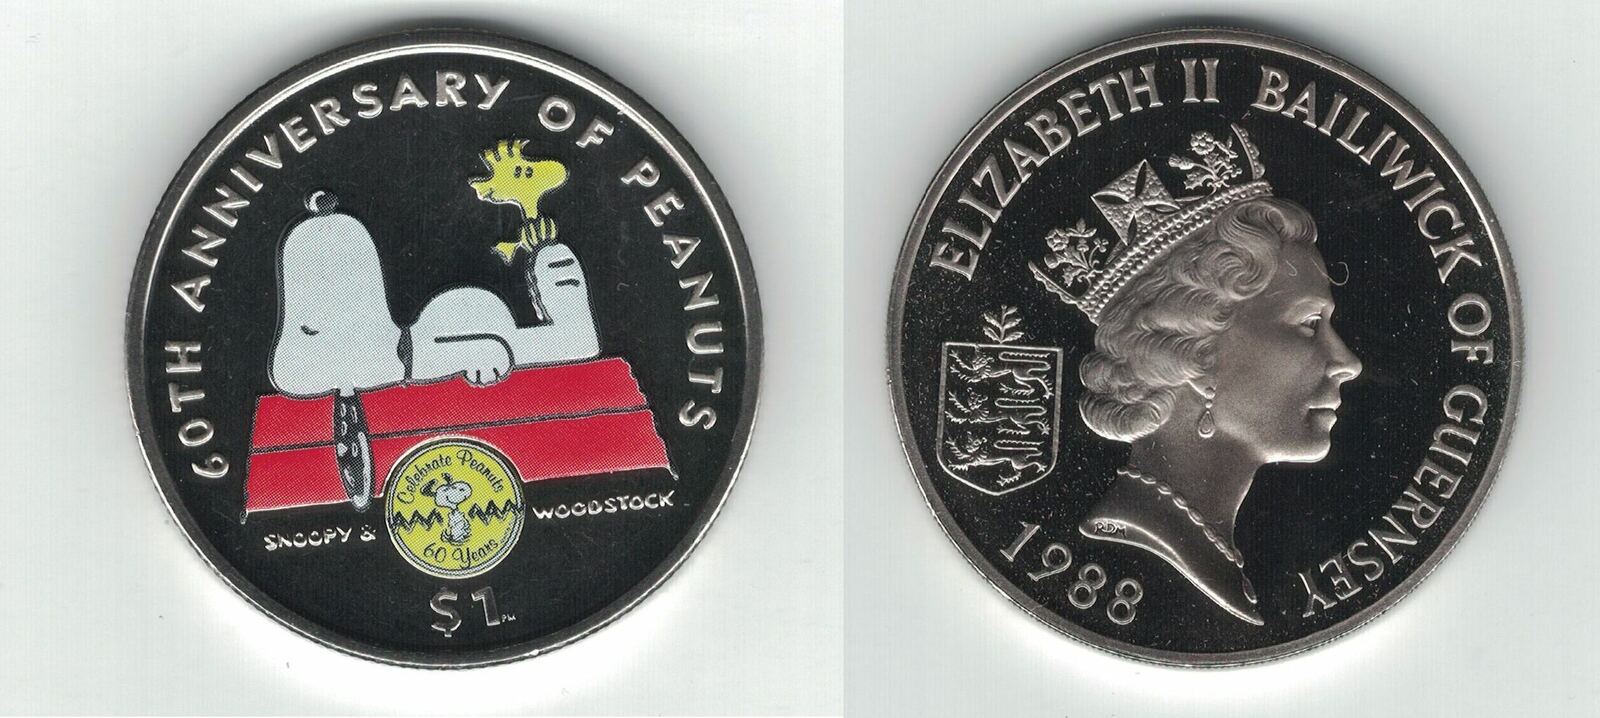 60TH ANNIVERSARY OF PEANUTS
Celebrate Peanuts
60 Years
SNOOPY & WOODSTOCK
$1
PM
ELIZABETH II BAILIWICK OF GUERNSEY
RDM
1988